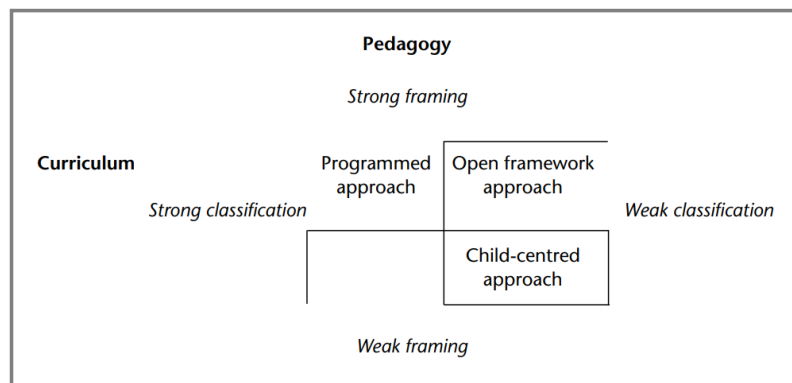 Pedagogy
Strong framing
Curriculum
Programmed
approach
Open framework
approach
Strong classification
Weak classification
Child-centred
approach
Weak framing